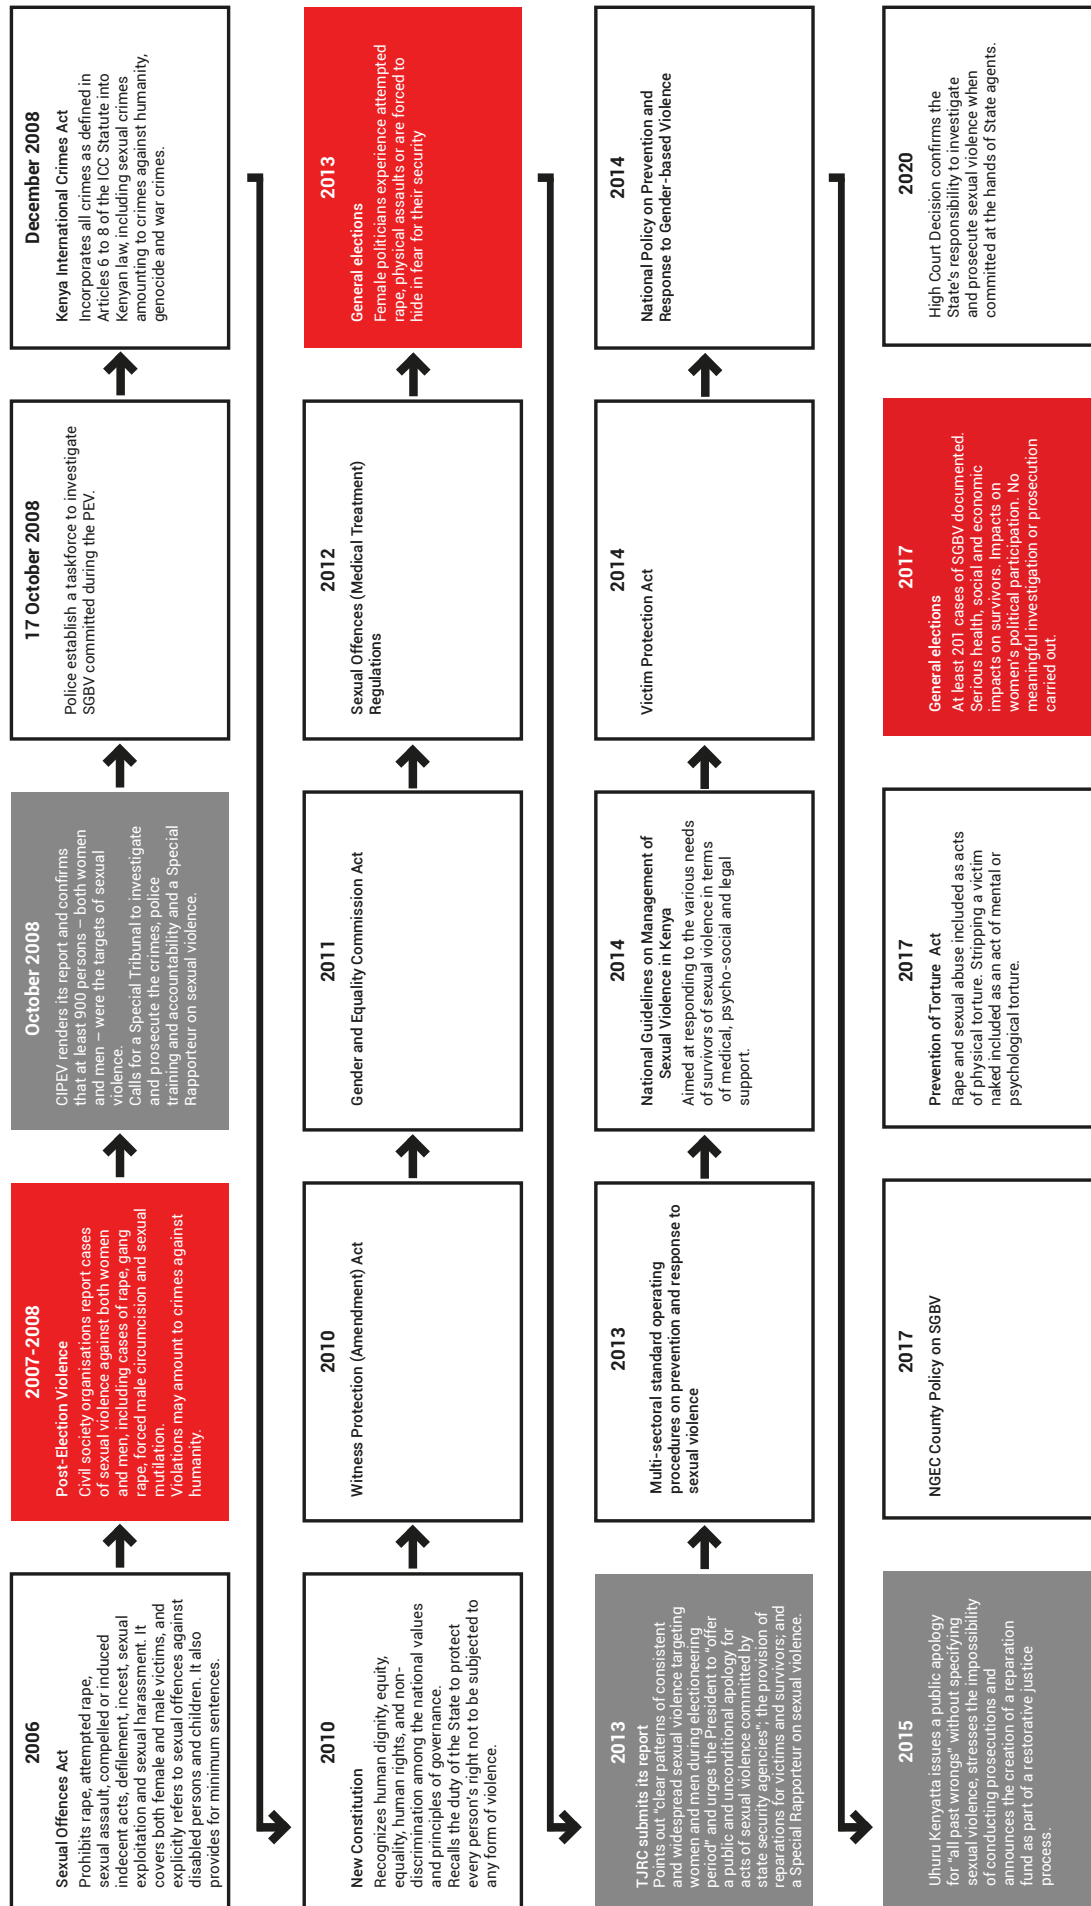 2006
Sexual Offences Act
Prohibits rape, attempted rape,
sexual assault, compelled or induced
indecent acts, defilement, incest, sexual
exploitation and sexual harassment. It
covers both female and male victims, and
explicitly refers to sexual offences against
disabled persons and children. It also
provides for minimum sentences.
2007-2008
Post-Election Violence
Civil society organisations report cases
of sexual violence against both women
and men, including cases of rape, gang
rape, forced male circumcision and sexual
mutilation.
Violations may amount to crimes against
humanity.
October 2008
CIPEV renders its report and confirms
that at least 900 persons – both women
and men – were the targets of sexual
violence.
Calls for a Special Tribunal to investigate
and prosecute the crimes, police
training and accountability and a Special
Rapporteur on sexual violence.
17 October 2008
Police establish a taskforce to investigate
SGBV committed during the PEV.
December 2008
Kenya International Crimes Act
Incorporates all crimes as defined in
Articles 6 to 8 of the ICC Statute into
Kenyan law, including sexual crimes
amounting to crimes against humanity,
genocide and war crimes.
2010
New Constitution
Recognizes human dignity, equity,
equality, human rights, and non-
discrimination among the national values
and principles of governance.
Recalls the duty of the State to protect
every person's right not to be subjected to
any form of violence.
2010
Witness Protection (Amendment) Act
2011
Gender and Equality Commission Act
2012
Sexual Offences (Medical Treatment)
Regulations
2013
General elections
Female politicians experience attempted
rape, physical assaults or are forced to
hide in fear for their security
2013
TJRC submits its report
Points out "clear patterns of consistent
and widespread sexual violence targeting
women and men during electioneering
period" and urges the President to "offer
a public and unconditional apology for
acts of sexual violence committed by
state security agencies"; the provision of
reparations for victims and survivors; and
a Special Rapporteur on sexual violence.
2013
Multi-sectoral standard operating
procedures on prevention and response to
sexual violence
2014
National Guidelines on Management of
Sexual Violence in Kenya
Aimed at responding to the various needs
of survivors of sexual violence in terms
of medical, psycho-social and legal
support.
2014
Victim Protection Act
2014
National Policy on Prevention and
Response to Gender-based Violence
2015
Uhuru Kenyatta issues a public apology
for "all past wrongs" without specifying
sexual violence, stresses the impossibility
of conducting prosecutions and
announces the creation of a reparation
fund as part of a restorative justice
process.
2017
NGEC County Policy on SGBV
2017
Prevention of Torture Act
Rape and sexual abuse included as acts
of physical torture. Stripping a victim
naked included as an act of mental or
psychological torture.
2017
General elections
At least 201 cases of SGBV documented.
Serious health, social and economic
impacts on survivors. Impacts on
women's political participation. No
meaningful investigation or prosecution
carried out.
2020
High Court Decision confirms the
State's responsibility to investigate
and prosecute sexual violence when
committed at the hands of State agents.